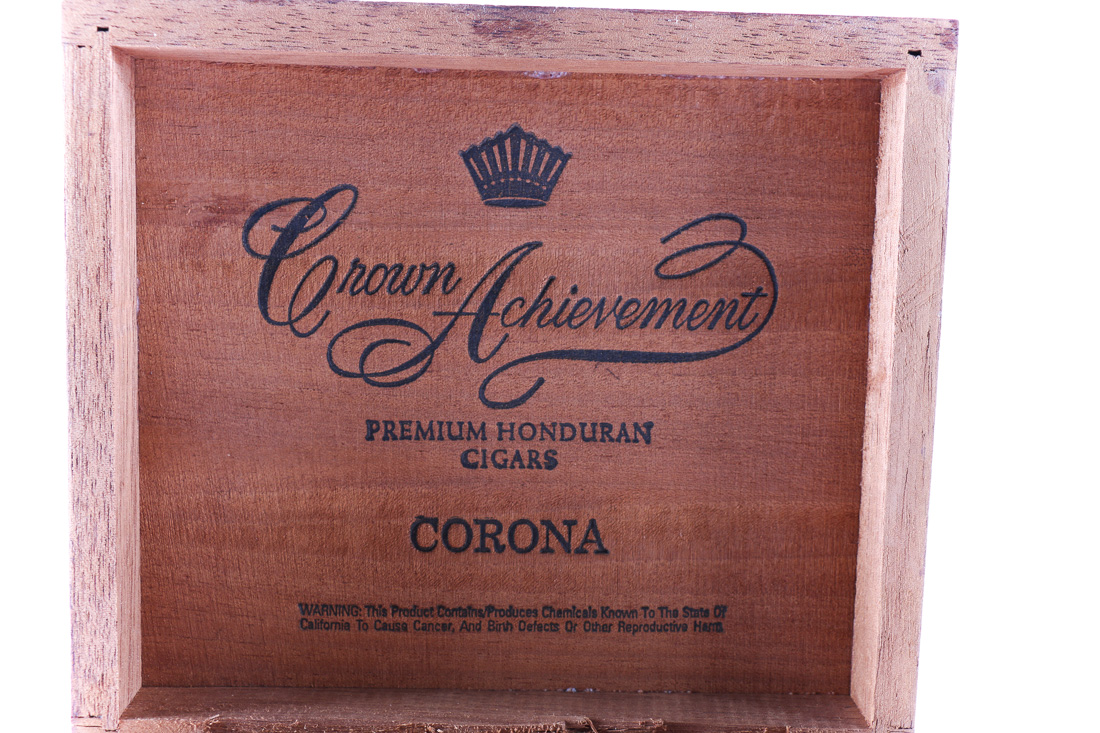 Crown Achievement
PREMIUM HONDURAN
CIGARS
CORONA
WARNING: This Product Contains/Produces Chemicals Known To The State Of
California To Cause Cancer, And Birth Defects Or Other Reproductive Harm.